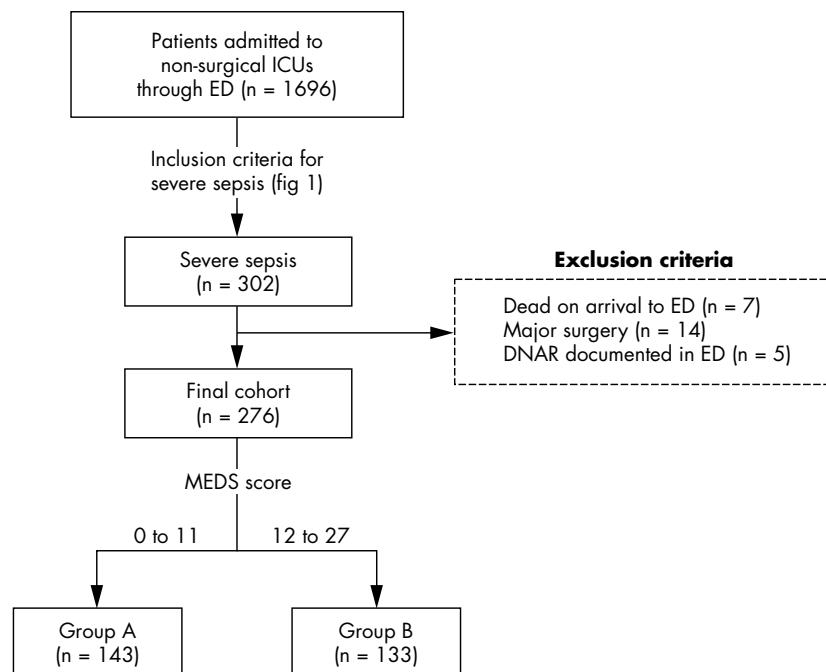 Patients admitted to
non-surgical ICUs
through ED (n = 1696)
Inclusion criteria for
severe sepsis (fig 1)
Severe sepsis
(n = 302)
Exclusion criteria
Dead on arrival to ED (n = 7)
Major surgery (n = 14)
DNAR documented in ED (n = 5)
Final cohort
(n = 276)
MEDS score
0 to 11
12 to 27
Group A
(n = 143)
Group B
(n = 133)